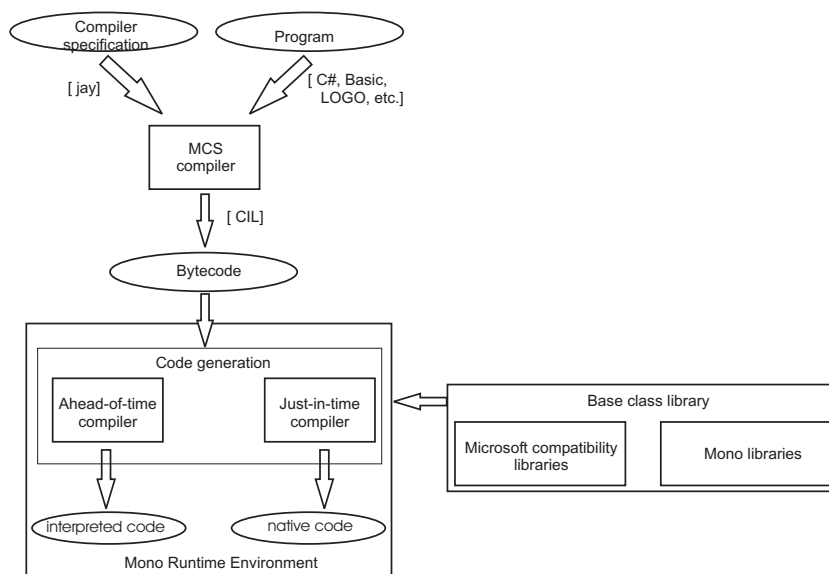 Compiler
specification
Program
[ jay]
[ C#, Basic,
LOGO, etc.]
MCS
compiler
[ CIL]
Bytecode
Code generation
Ahead-of-time
compiler
Just-in-time
compiler
Base class library
Microsoft compatibility
libraries
Mono libraries
interpreted code
native code
Mono Runtime Environment